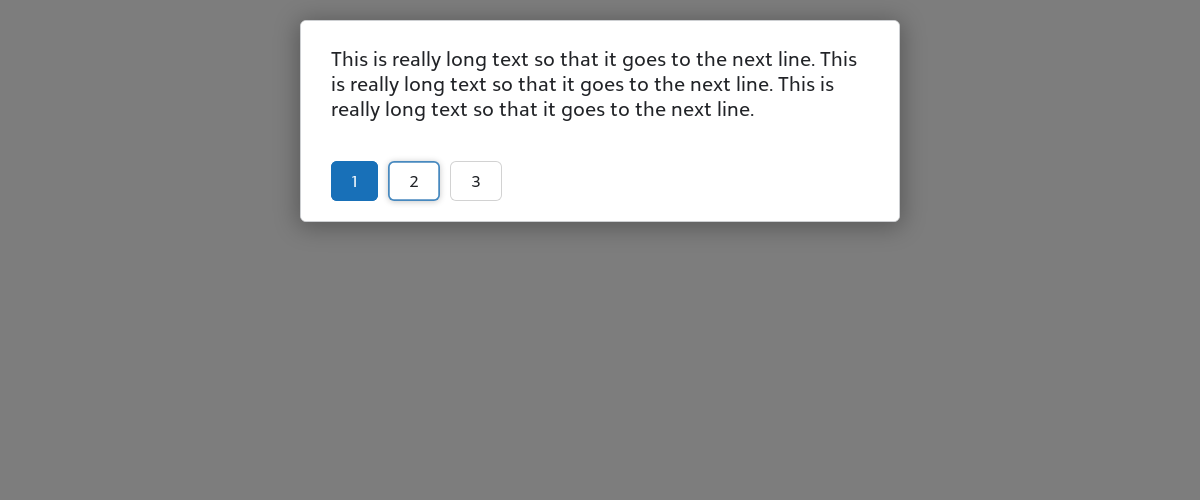 This is really long text so that it goes to the next line. This
is really long text so that it goes to the next line. This is
really long text so that it goes to the next line.
1 2 3